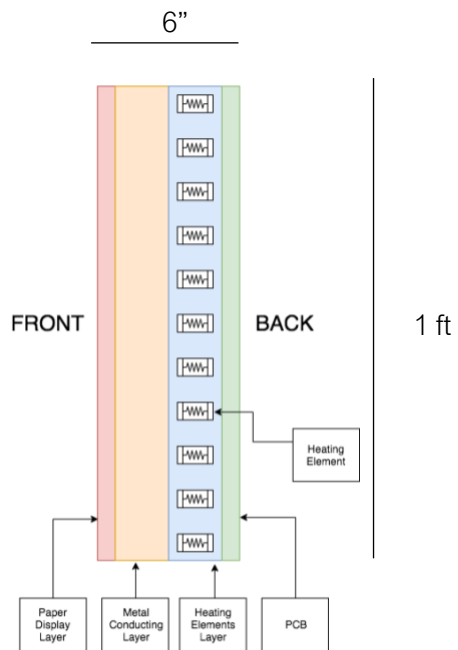 6”
FRONT
BACK
1 ft
Heating
Element
Paper
Display
Layer
Metal
Conducting
Layer
Heating
Elements
Layer
PCB